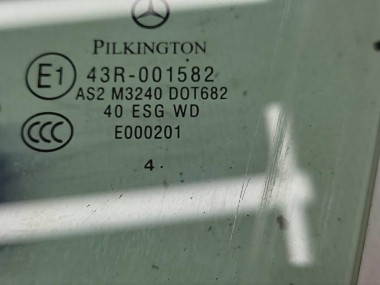 PILKINGTON
E1 43R-001582
AS2 M3240 DOT682
CCC 40 ESG WD
E000201
4 .